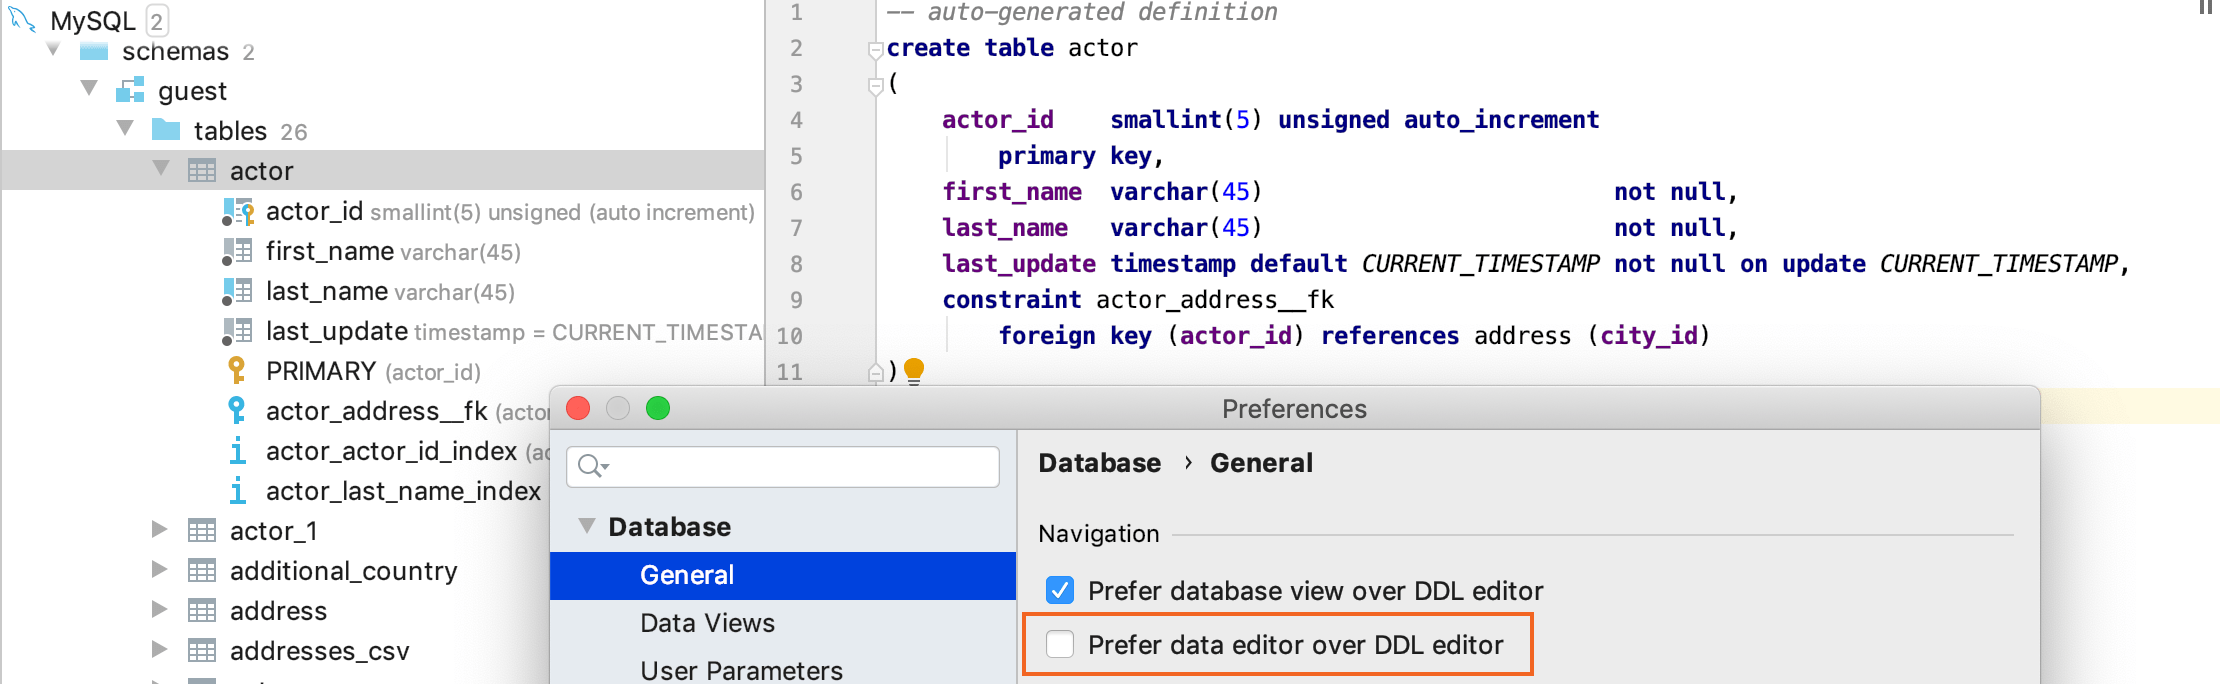 MySQL 2
schemas 2
guest
tables 26
actor
actor_id smallint(5) unsigned (auto increment)
first_name varchar(45)
last_name varchar(45)
last_update timestamp = CURRENT_TIMESTA
PRIMARY (actor_id)
actor_address__fk (actor
actor_actor_id_index (ac
actor_last_name_index
actor_1
additional_country
address
addresses_csv
1 -- auto-generated definition
2 create table actor
3 (
4 actor_id smallint(5) unsigned auto_increment
5 primary key,
6 first_name varchar(45) not null,
7 last_name varchar(45) not null,
8 last_update timestamp default CURRENT_TIMESTAMP not null on update CURRENT_TIMESTAMP,
9 constraint actor_address__fk
10 foreign key (actor_id) references address (city_id)
11 )
Preferences
Database
General
Data Views
User Parameters
Database › General
Navigation
Prefer database view over DDL editor
Prefer data editor over DDL editor